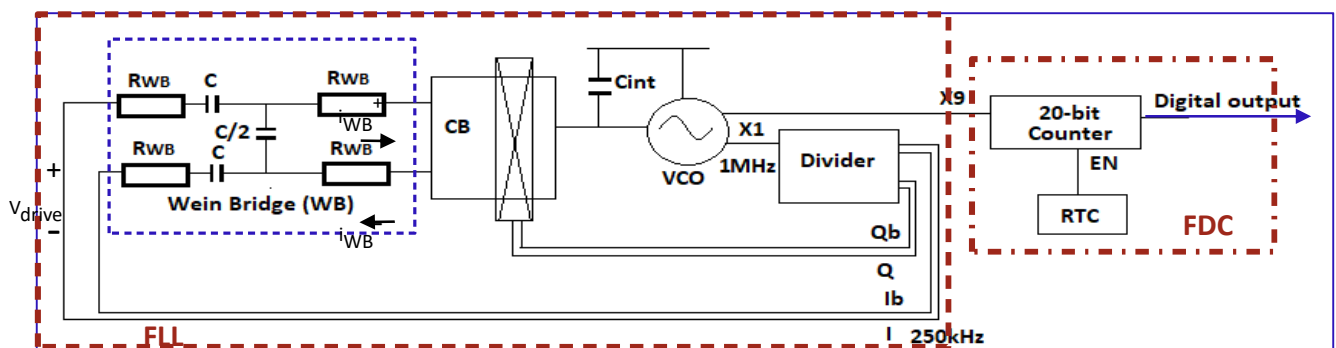 RWB
C
RWB
+
iWB
C/2
RWB
C
RWB
Wein Bridge (WB)
iWB
+
Vdrive
-
CB
Cint
VCO
X9
X1
1MHz
Divider
20-bit
Counter
Digital output
EN
RTC
FDC
Qb
Q
Ib
I 250kHz
FLL